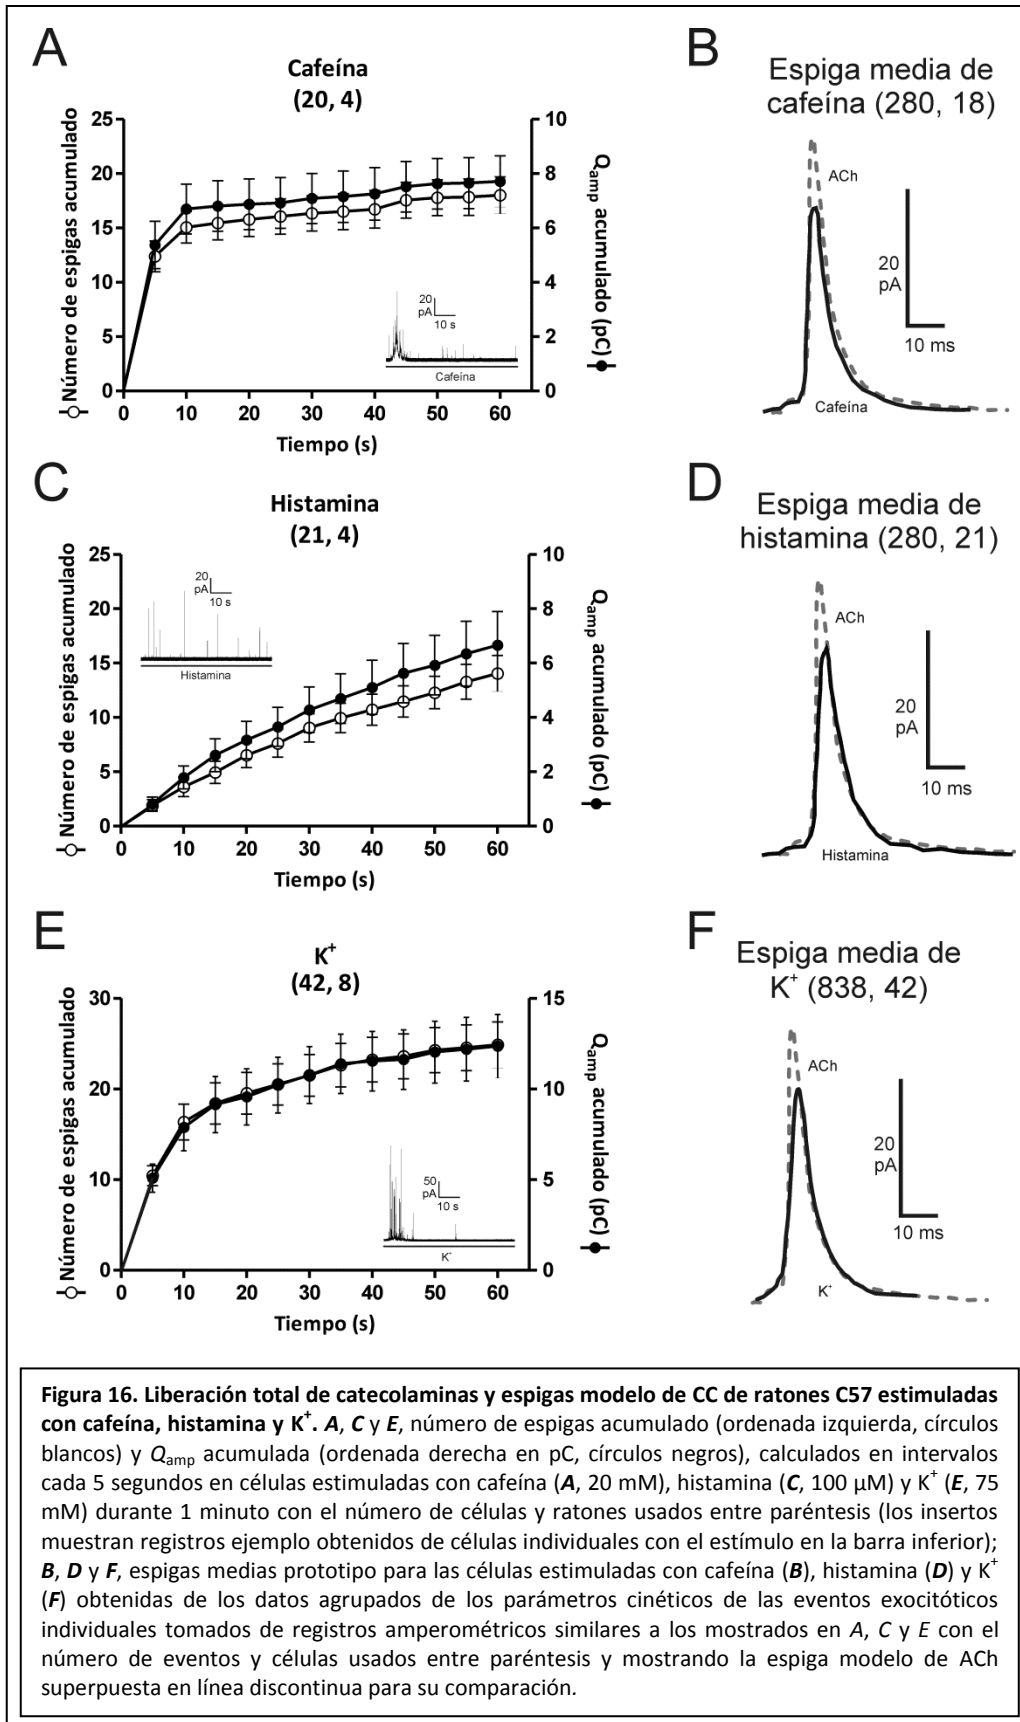 A
Cafeína
(20, 4)
Número de espigas acumulado
25
20
15
10
5
0
10
8
6
4
2
0
Q_amp acumulado (pC)
20
pA
10 s
Cafeína
0 10 20 30 40 50 60
Tiempo (s)
B
Espiga media de
cafeína (280, 18)
ACh
20
pA
10 ms
Cafeína
C
Histamina
(21, 4)
Número de espigas acumulado
25
20
15
10
5
0
10
8
6
4
2
0
Q_amp acumulado (pC)
20
pA
10 s
Histamina
0 10 20 30 40 50 60
Tiempo (s)
D
Espiga media de
histamina (280, 21)
ACh
20
pA
10 ms
Histamina
E
K⁺
(42, 8)
Número de espigas acumulado
30
20
10
0
15
10
5
0
Q_amp acumulado (pC)
50
pA
10 s
K⁺
0 10 20 30 40 50 60
Tiempo (s)
F
Espiga media de
K⁺ (838, 42)
ACh
20
pA
10 ms
K⁺
Figura 16. Liberación total de catecolaminas y espigas modelo de CC de ratones C57 estimuladas
con cafeína, histamina y K⁺. A, C y E, número de espigas acumulado (ordenada izquierda, círculos
blancos) y Q_amp acumulada (ordenada derecha en pC, círculos negros), calculados en intervalos
cada 5 segundos en células estimuladas con cafeína (A, 20 mM), histamina (C, 100 µM) y K⁺ (E, 75
mM) durante 1 minuto con el número de células y ratones usados entre paréntesis (los insertos
muestran registros ejemplo obtenidos de células individuales con el estímulo en la barra inferior);
B, D y F, espigas medias prototipo para las células estimuladas con cafeína (B), histamina (D) y K⁺
(F) obtenidas de los datos agrupados de los parámetros cinéticos de las eventos exocitóticos
individuales tomados de registros amperométricos similares a los mostrados en A, C y E con el
número de eventos y células usados entre paréntesis y mostrando la espiga modelo de ACh
superpuesta en línea discontinua para su comparación.